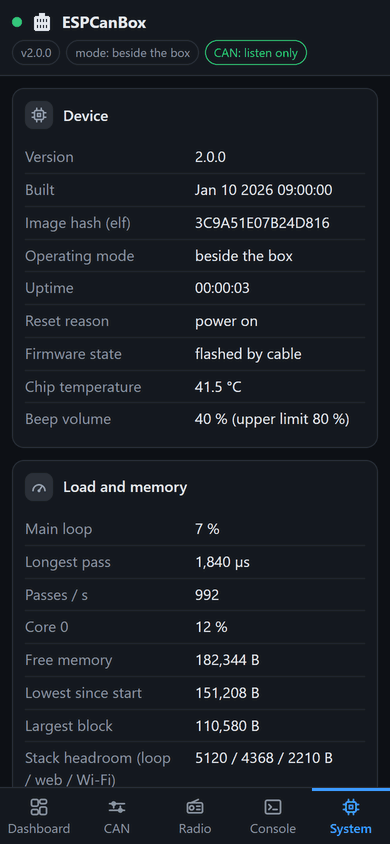 ESPCanBox
v2.0.0 mode: beside the box CAN: listen only
Device
Version 2.0.0
Built Jan 10 2026 09:00:00
Image hash (elf) 3C9A51E07B24D816
Operating mode beside the box
Uptime 00:00:03
Reset reason power on
Firmware state flashed by cable
Chip temperature 41.5 °C
Beep volume 40 % (upper limit 80 %)
Load and memory
Main loop 7 %
Longest pass 1,840 µs
Passes / s 992
Core 0 12 %
Free memory 182,344 B
Lowest since start 151,208 B
Largest block 110,580 B
Stack headroom (loop 5120 / 4368 / 2210 B
/ web / Wi-Fi)
Dashboard CAN Radio Console System